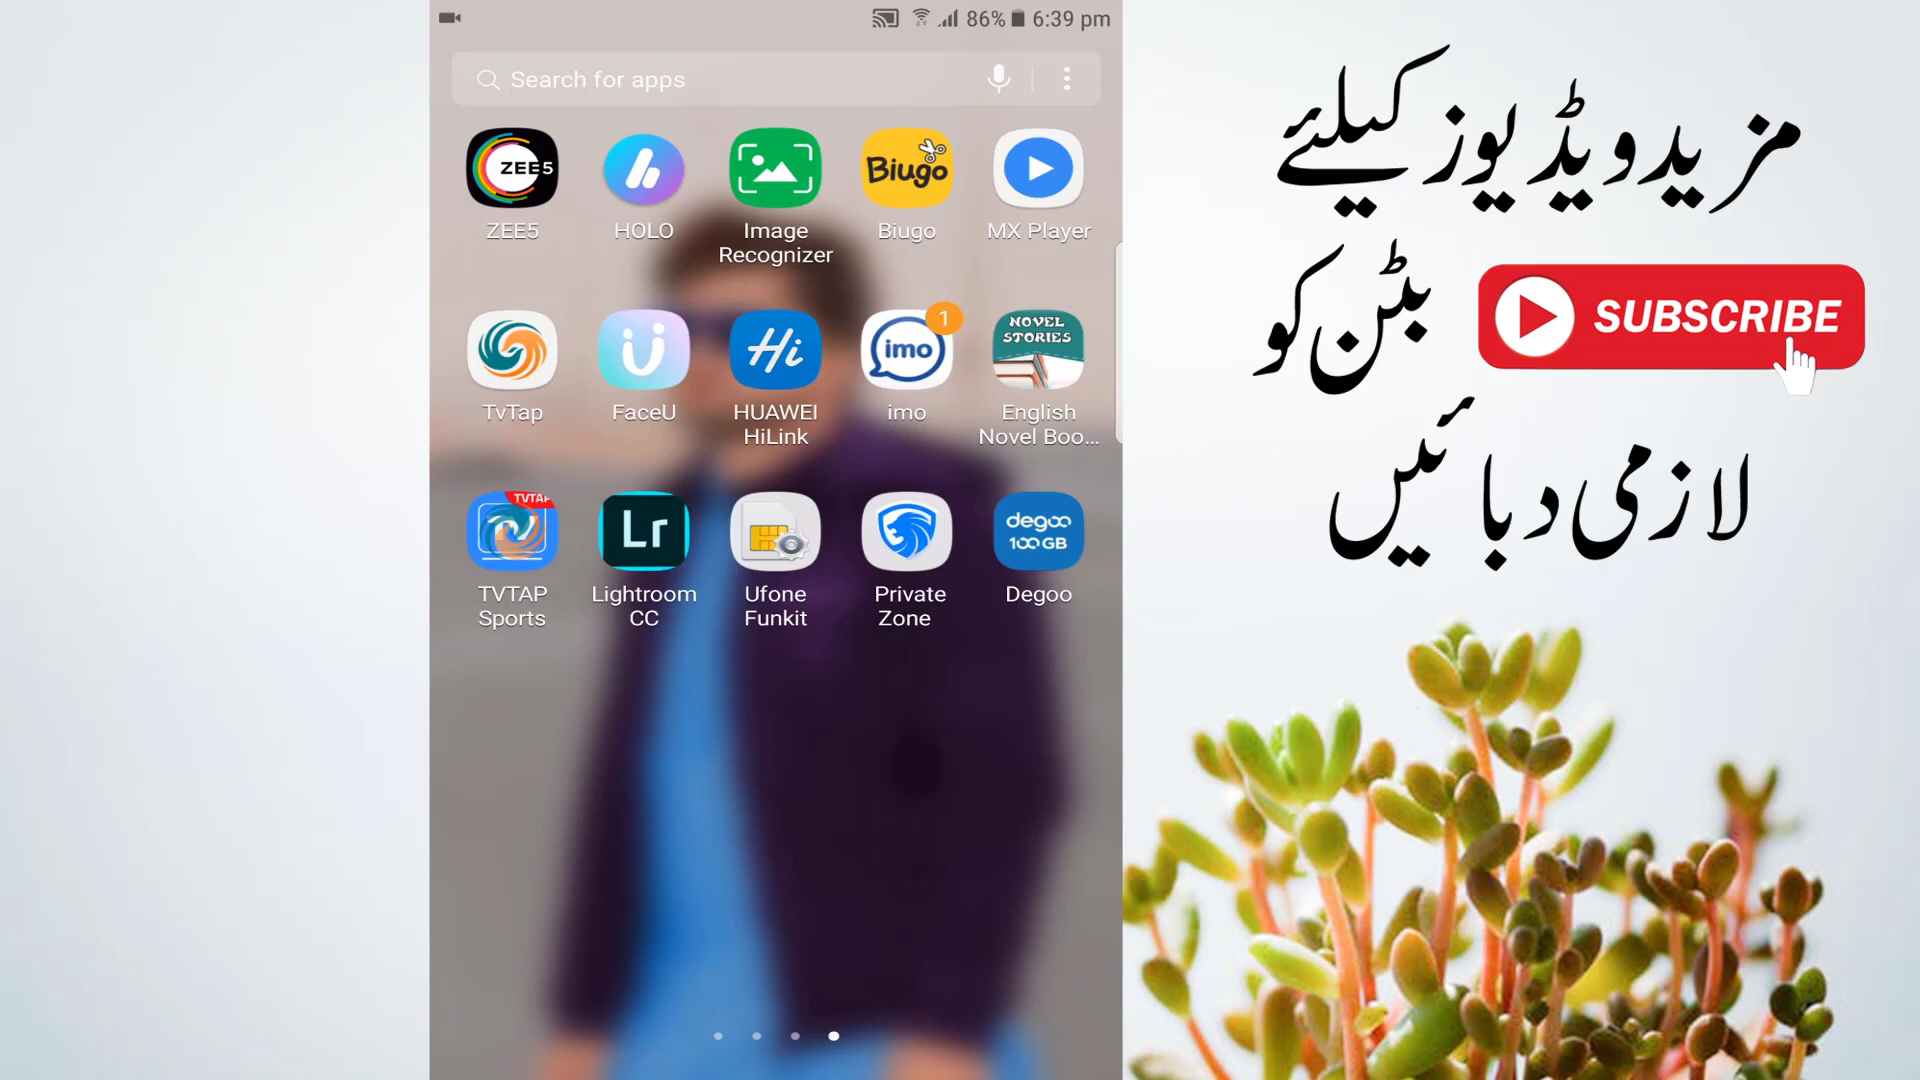 86% 6:39 pm
Search for apps
ZEE5
Biugo
ZEE5 HOLO Image Recognizer Biugo MX Player
Hi
imo
1
NOVEL STORIES
TvTap FaceU HUAWEI HiLink imo English Novel Boo...
TVTAP
Lr
degoo 100 GB
TVTAP Sports Lightroom CC Ufone Funkit Private Zone Degoo
مزید ویڈیوز کیلئے
بٹن کو
SUBSCRIBE
لازمی دبائیں